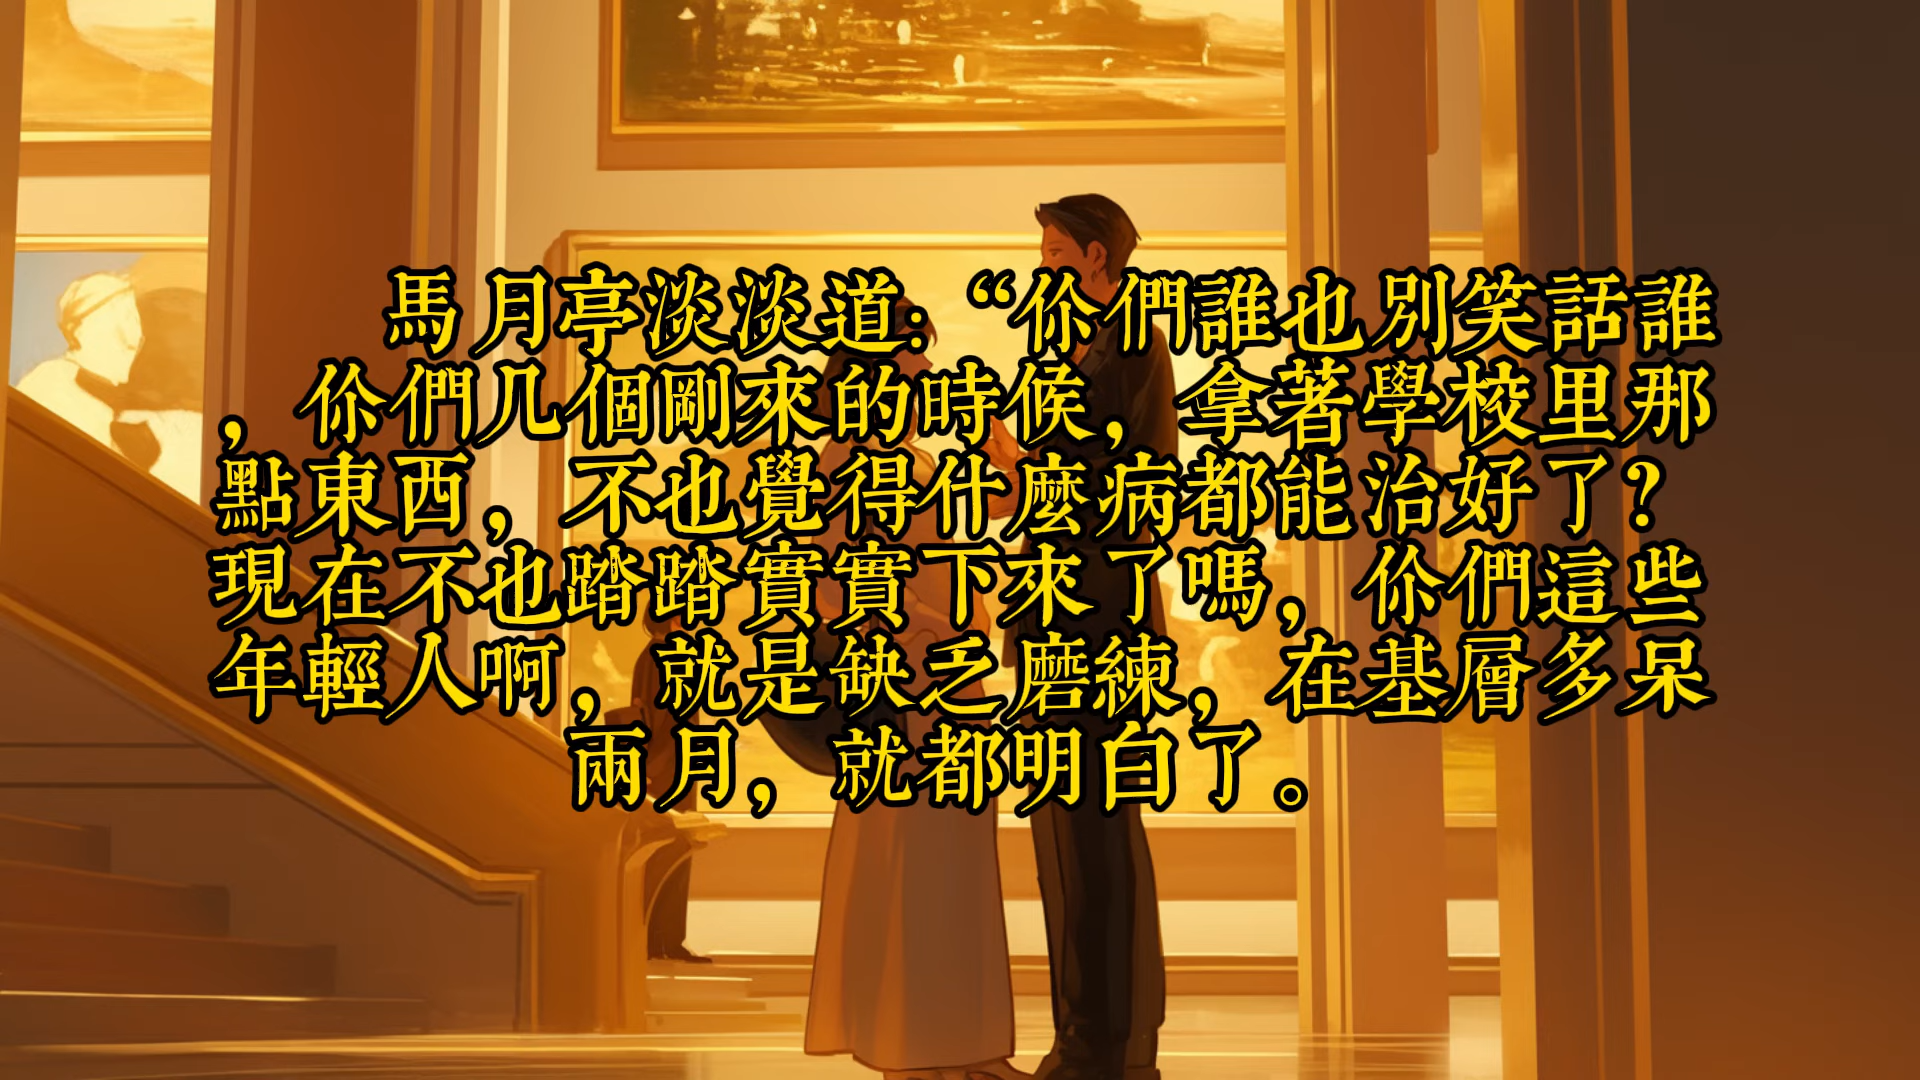 馬月亭淡淡道:“你們誰也別笑話誰
，你們几個剛來的時候，拿著學校里那
點東西，不也覺得什麼病都能治好了？
現在不也踏踏實實下來了嗎，你們這些
年輕人啊，就是缺乏磨練，在基層多呆
兩月，就都明白了。